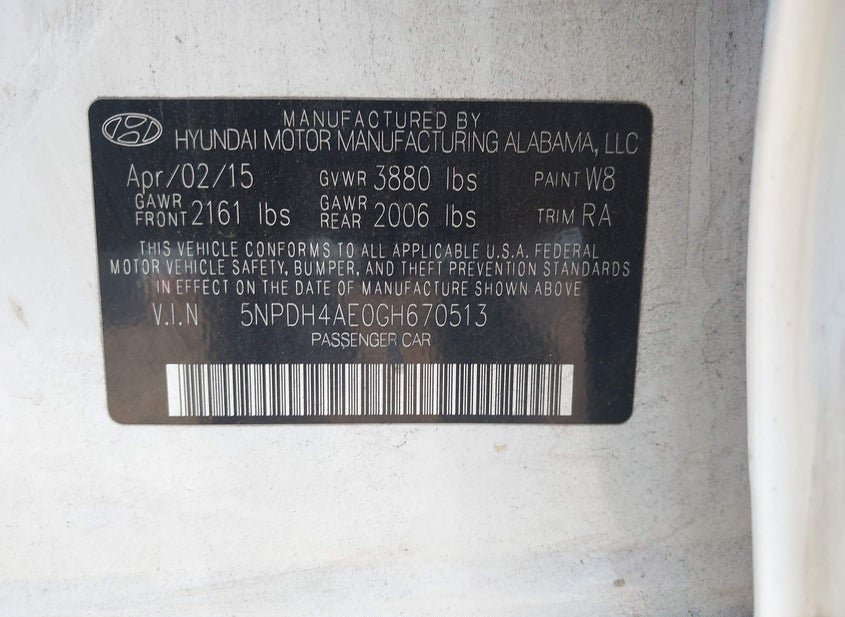 MANUFACTURED BY
HYUNDAI MOTOR MANUFACTURING ALABAMA, LLC
Apr/02/15 GVWR 3880 lbs PAINT W8
GAWR FRONT 2161 lbs GAWR REAR 2006 lbs TRIM RA
THIS VEHICLE CONFORMS TO ALL APPLICABLE U.S.A. FEDERAL
MOTOR VEHICLE SAFETY, BUMPER, AND THEFT PREVENTION STANDARDS
IN EFFECT ON THE DATE OF MANUFACTURE SHOWN ABOVE
V.I.N 5NPDH4AE0GH670513
PASSENGER CAR